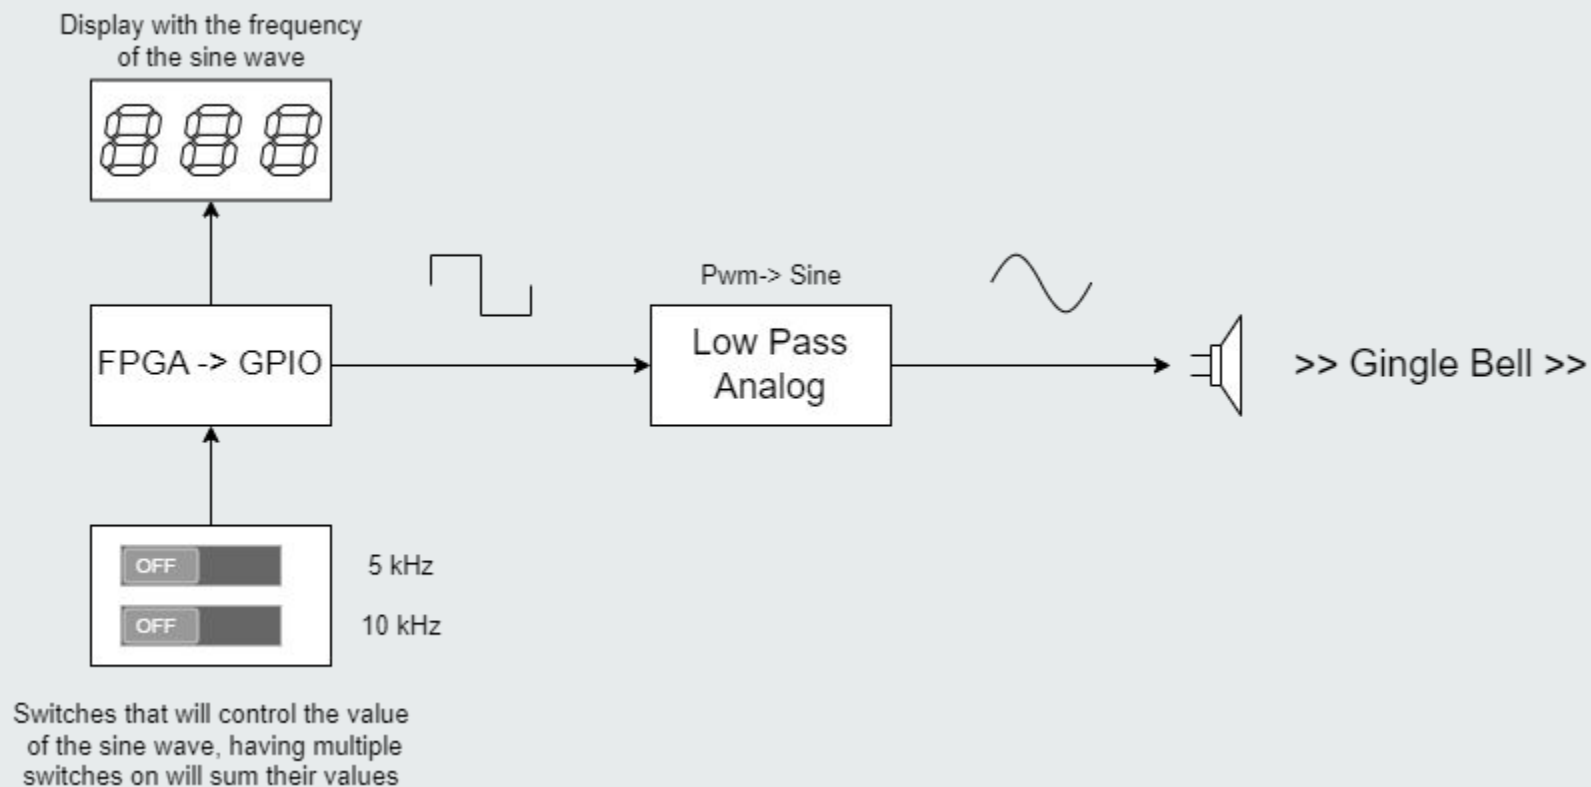 Display with the frequency
of the sine wave
888
FPGA -> GPIO
Pwm-> Sine
Low Pass
Analog
>> Gingle Bell >>
OFF
5 kHz
OFF
10 kHz
Switches that will control the value
of the sine wave, having multiple
switches on will sum their values